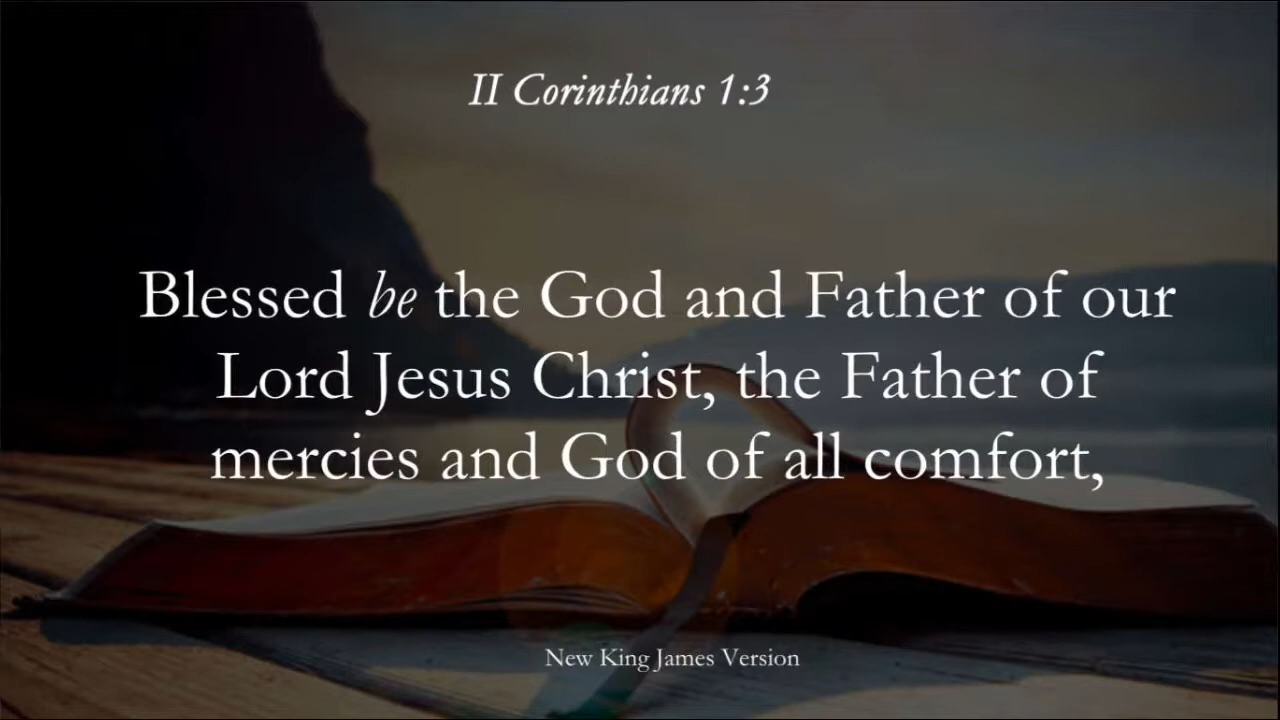 II Corinthians 1:3
Blessed be the God and Father of our
Lord Jesus Christ, the Father of
mercies and God of all comfort,
New King James Version